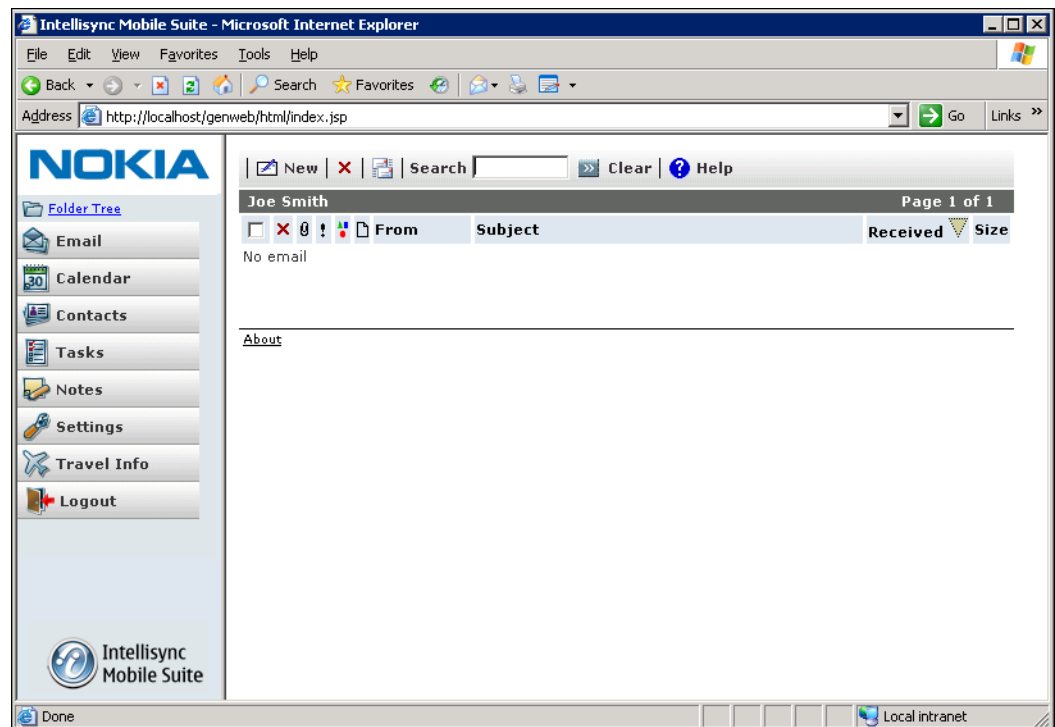 Intellisync Mobile Suite - Microsoft Internet Explorer
File Edit View Favorites Tools Help
Back Search Favorites
Address http://localhost/genweb/html/index.jsp Go Links »
NOKIA
Folder Tree
Email
30 Calendar
Contacts
Tasks
Notes
Settings
Travel Info
Logout
Intellisync
Mobile Suite
New Search Clear ? Help
Joe Smith Page 1 of 1
! From Subject Received Size
No email
About
Done Local intranet